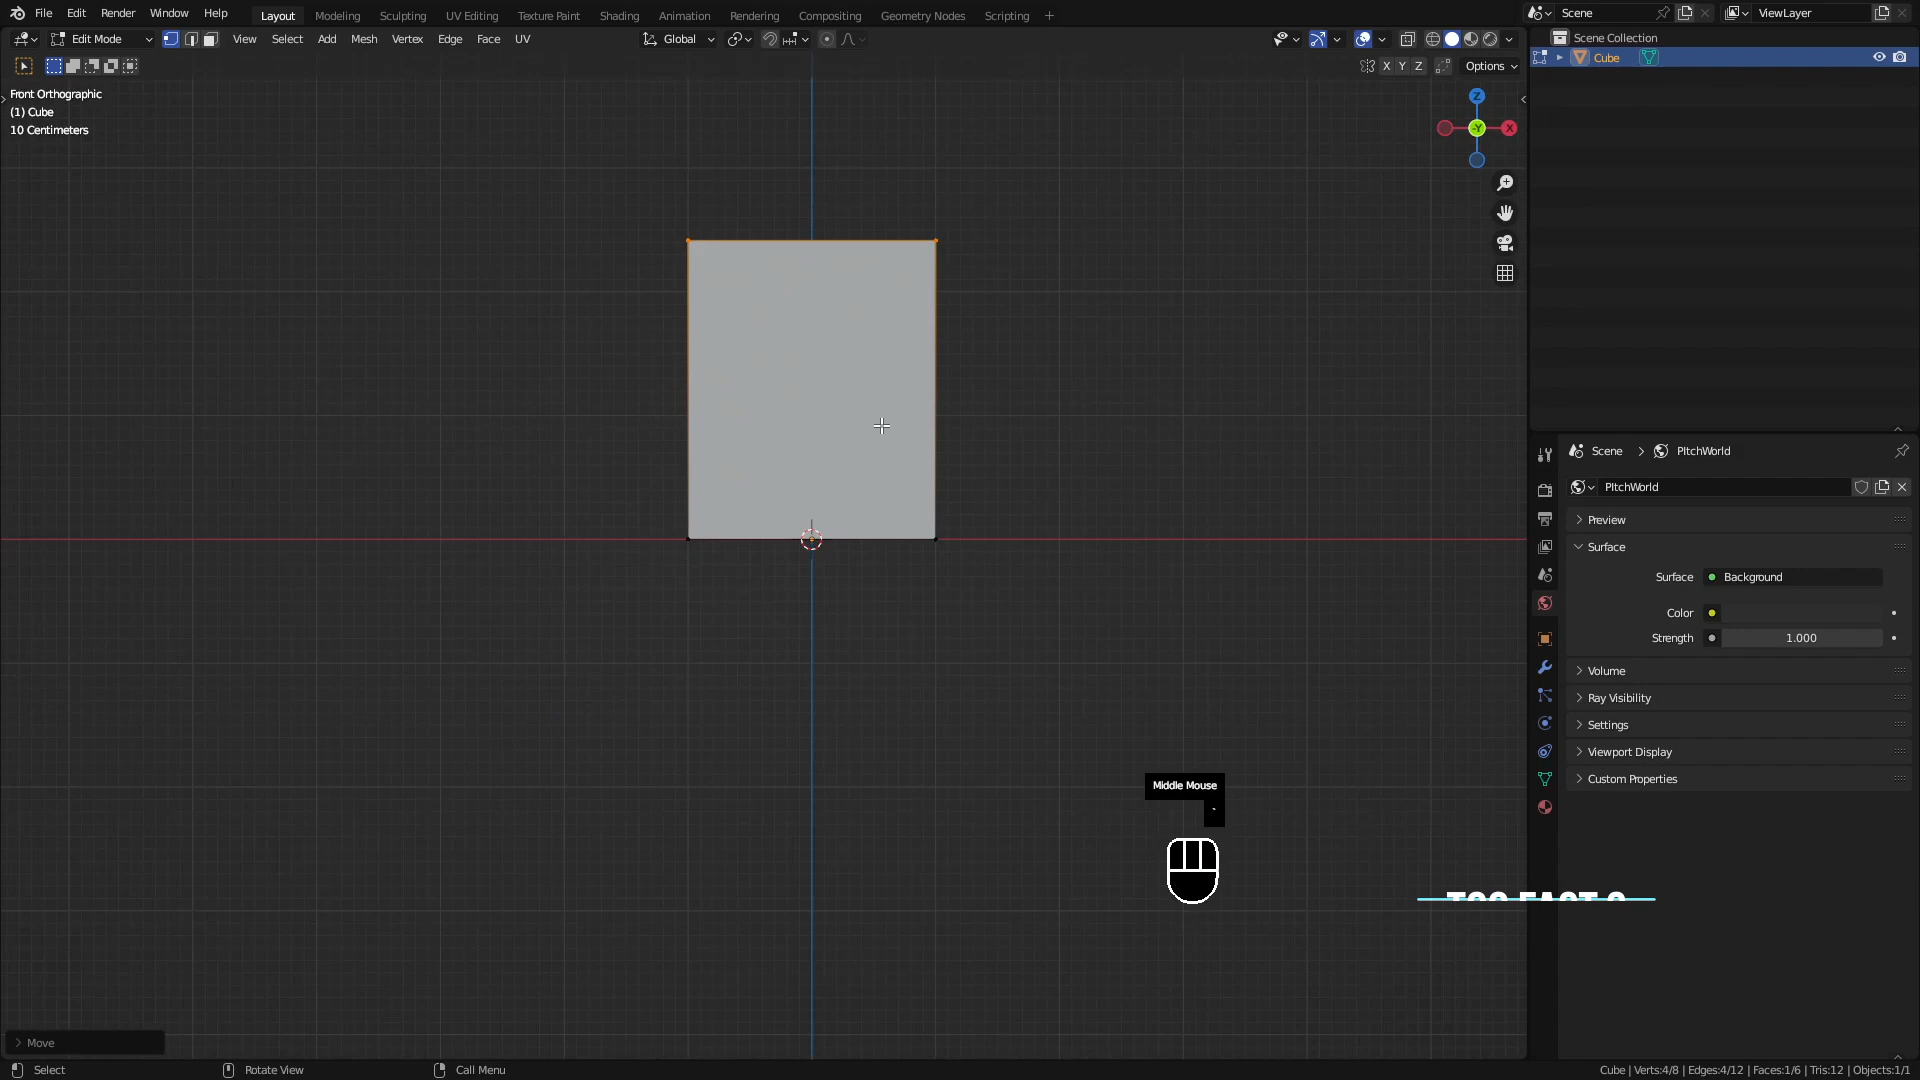 File Edit Render Window Help Layout Modeling Sculpting UV Editing Texture Paint Shading Animation Rendering Compositing Geometry Nodes Scripting + Scene ViewLayer
Edit Mode View Select Add Mesh Vertex Edge Face UV Global Scene Collection
Cube
X Y Z Options
Front Orthographic
(1) Cube
10 Centimeters
Z
-Y X
Scene > PItchWorld
PItchWorld
Preview
Surface
Surface Background
Color
Strength 1.000
Volume
Ray Visibility
Settings
Viewport Display
Custom Properties
Middle Mouse
Move
Select Rotate View Call Menu Cube | Verts:4/8 | Edges:4/12 | Faces:1/6 | Tris:12 | Objects:1/1